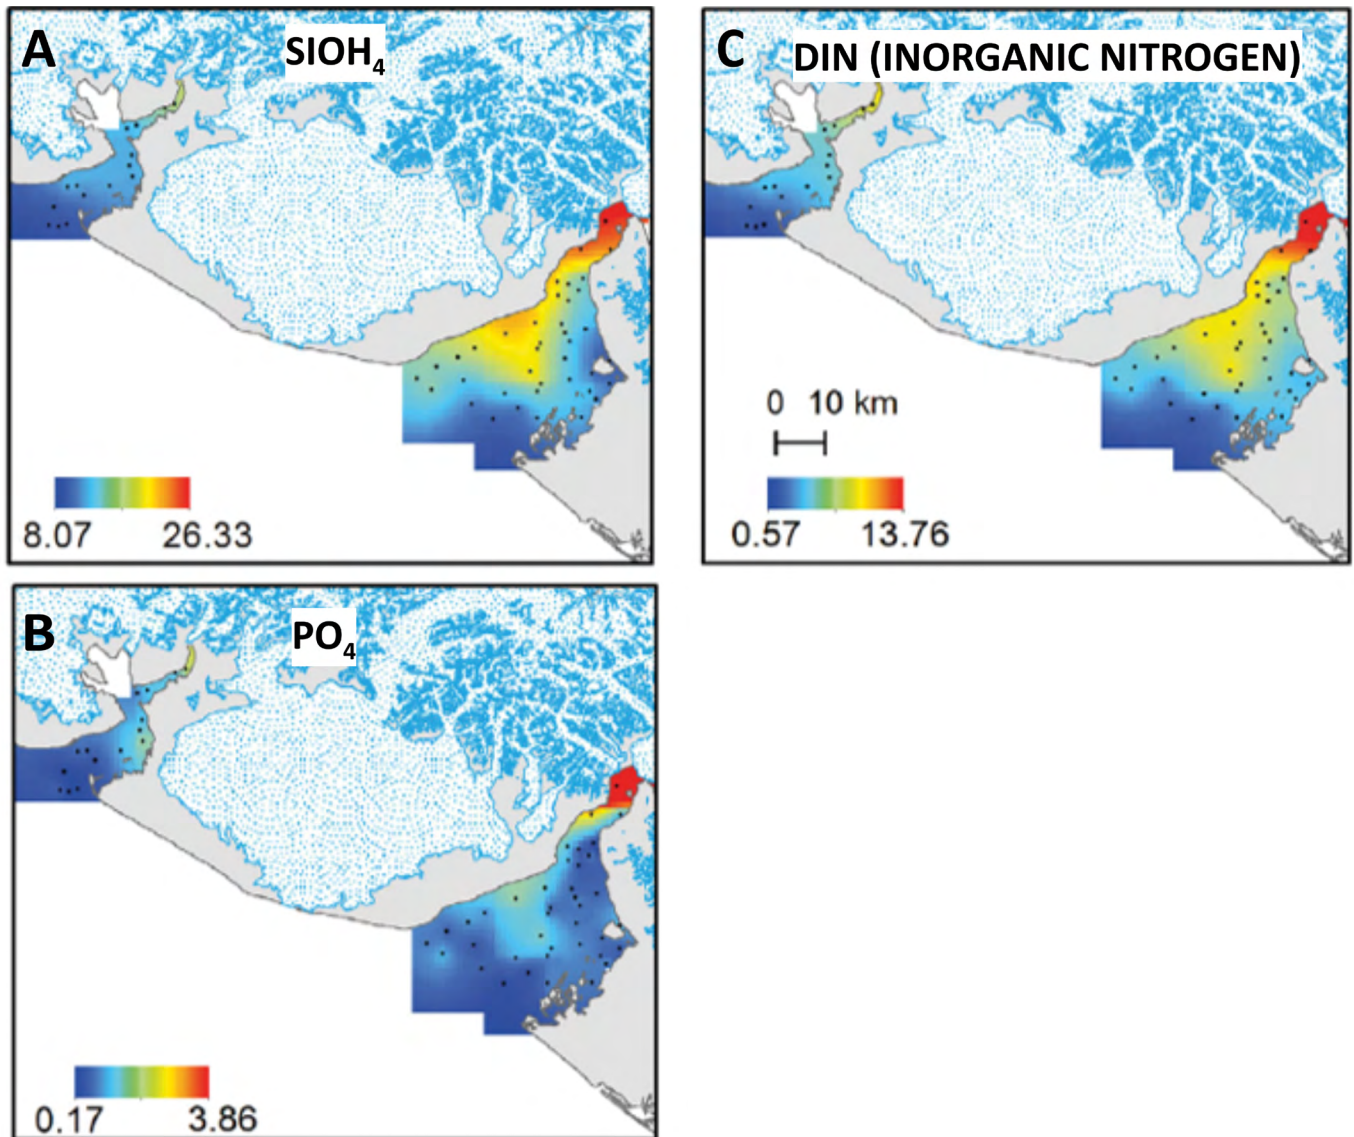 A
SIOH₄
8.07 26.33
C
DIN (INORGANIC NITROGEN)
0 10 km
0.57 13.76
B
PO₄
0.17 3.86